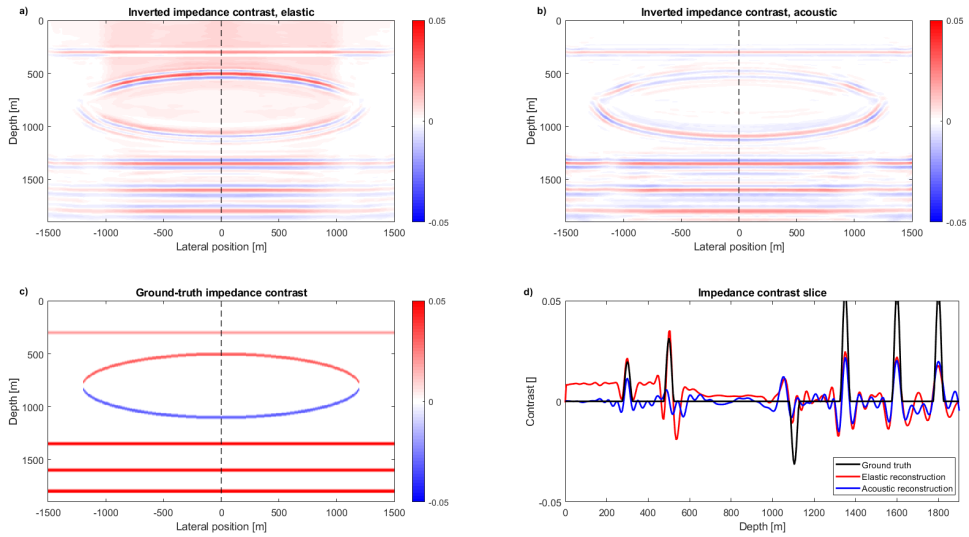 a)
Inverted impedance contrast, elastic
0
500
1000
1500
Depth [m]
-1500
-1000
-500
0
500
1000
1500
Lateral position [m]
0.05
0
-0.05
b)
Inverted impedance contrast, acoustic
0
500
1000
1500
Depth [m]
-1500
-1000
-500
0
500
1000
1500
Lateral position [m]
0.05
0
-0.05
c)
Ground-truth impedance contrast
0
500
1000
1500
Depth [m]
-1500
-1000
-500
0
500
1000
1500
Lateral position [m]
0.05
0
-0.05
d)
Impedance contrast slice
0.05
0
-0.05
Contrast []
0
200
400
600
800
1000
1200
1400
1600
1800
Depth [m]
Ground truth
Elastic reconstruction
Acoustic reconstruction